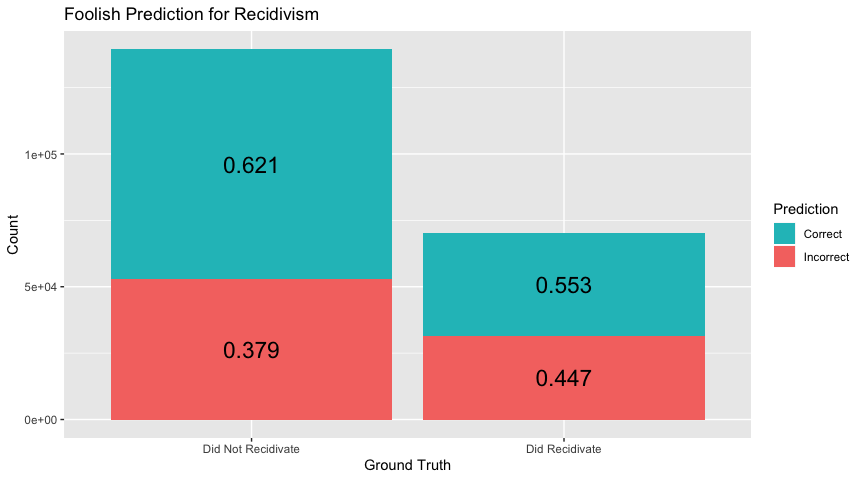 Foolish Prediction for Recidivism
Count
1e+05
5e+04
0e+00
0.621
0.379
0.553
0.447
Did Not Recidivate
Did Recidivate
Ground Truth
Prediction
Correct
Incorrect